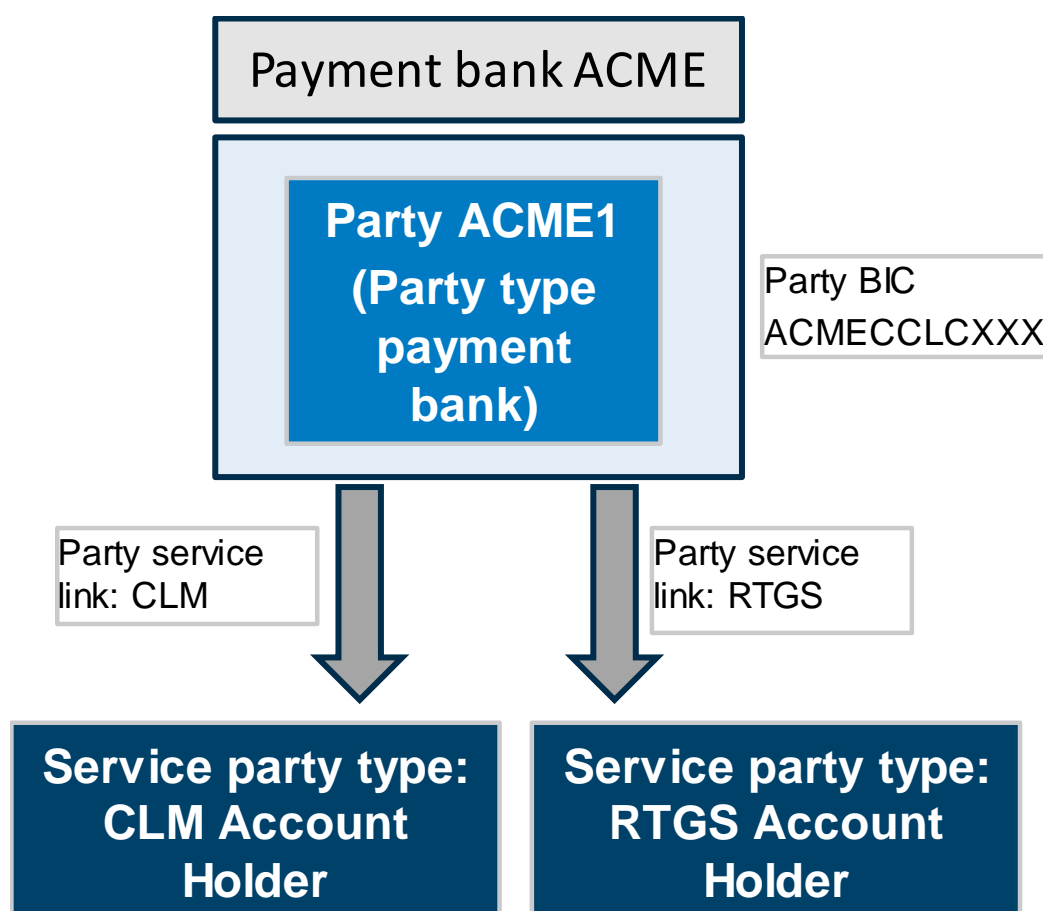 Payment bank ACME
Party ACME1
(Party type
payment
bank)
Party BIC
ACMECCLCXXX
Party service
link: CLM
Party service
link: RTGS
Service party type:
CLM Account
Holder
Service party type:
RTGS Account
Holder